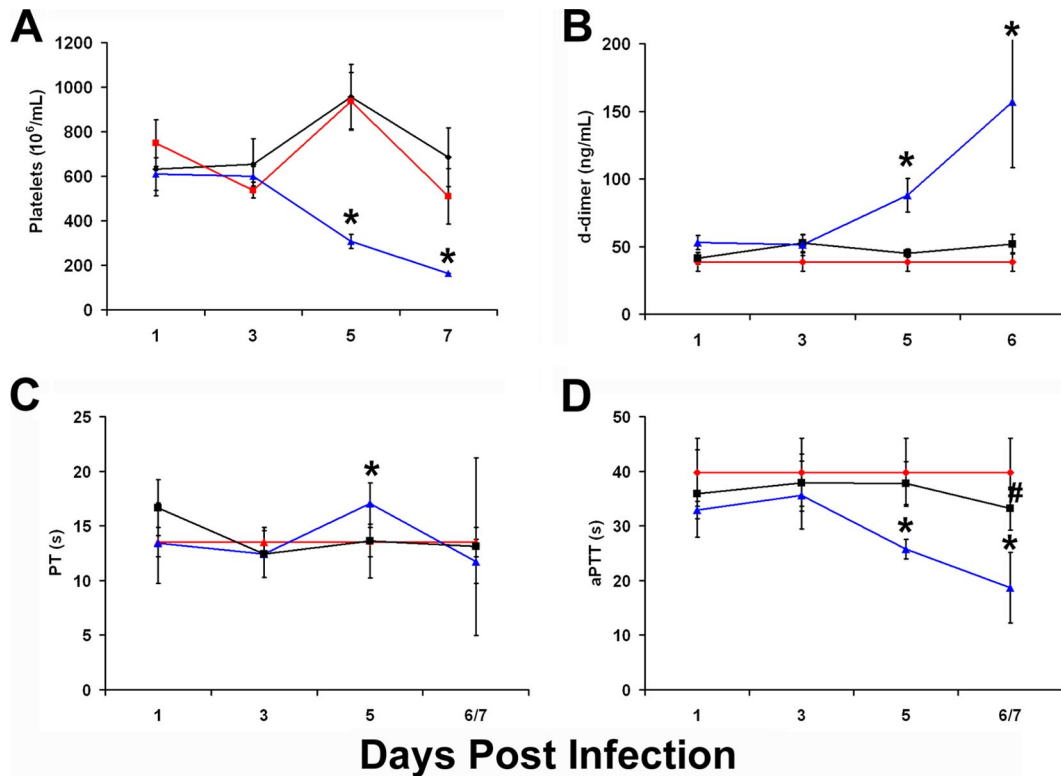 A
Platelets (10⁶/mL)
1200
1000
800
600
400
200
0
*
*
1 3 5 7
B
d-dimer (ng/mL)
200
150
100
50
0
*
*
1 3 5 6
C
PT (s)
25
20
15
10
5
0
*
1 3 5 6/7
D
aPTT (s)
50
40
30
20
10
0
*
#
*
1 3 5 6/7
Days Post Infection